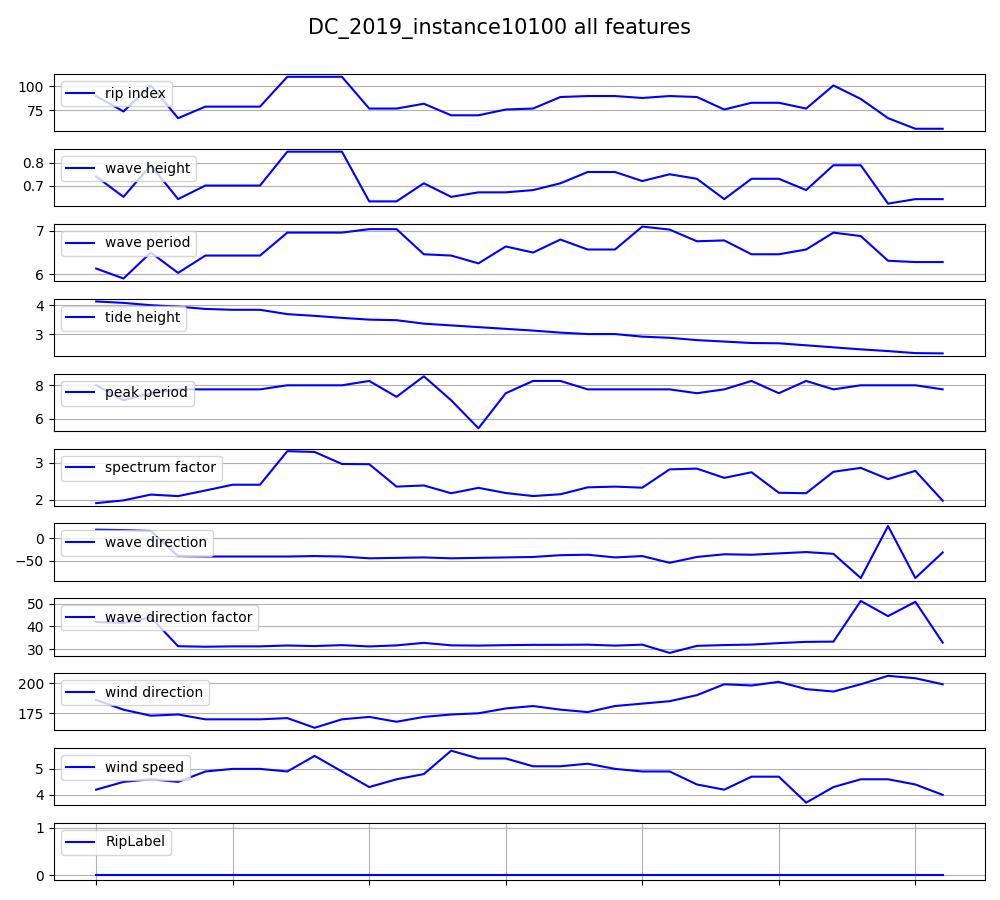 DC_2019_instance10100 all features
100
75
rip index
0.8
0.7
wave height
7
6
wave period
4
3
tide height
8
6
peak period
3
2
spectrum factor
0
−50
wave direction
50
40
30
wave direction factor
200
175
wind direction
5
4
wind speed
1
0
RipLabel